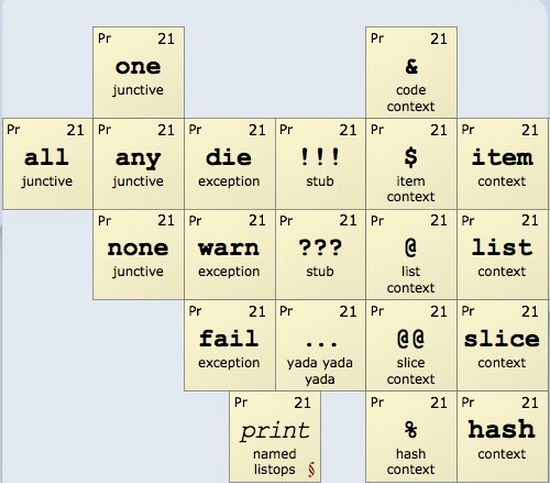 Pr 21 Pr 21
one &
junctive code
context
Pr 21 Pr 21 Pr 21 Pr 21 Pr 21 Pr 21
all any die !!! $ item
junctive junctive exception stub item context
context
Pr 21 Pr 21 Pr 21 Pr 21 Pr 21
none warn ??? @ list
junctive exception stub list context
context
Pr 21 Pr 21 Pr 21 Pr 21
fail ... @@ slice
exception yada yada slice context
yada context
Pr 21 Pr 21 Pr 21
print % hash
named hash context
listops § context